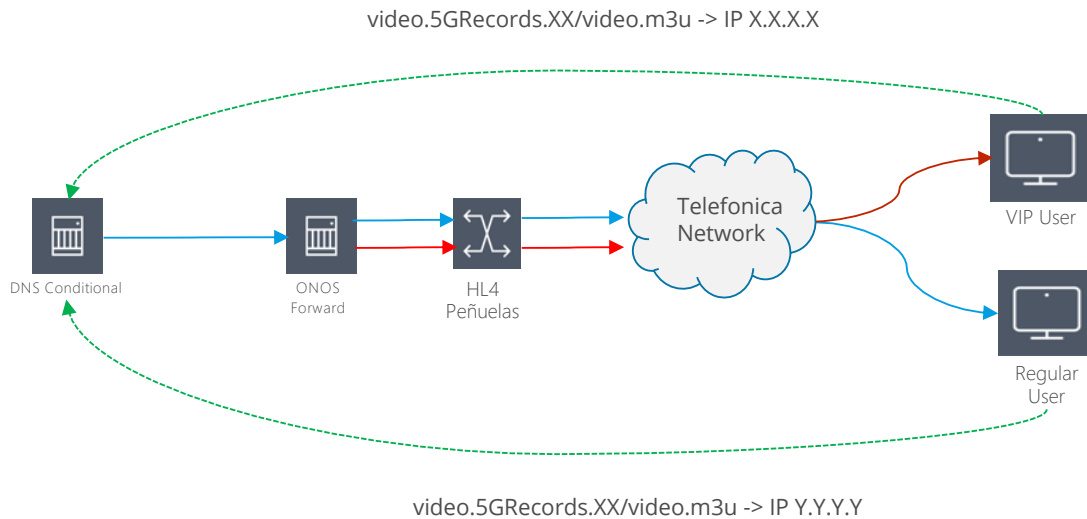 video.5GRecords.XX/video.m3u -> IP X.X.X.X
Telefonica
Network
VIP User
DNS Conditional
ONOS
Forward
HL4
Peñuelas
Regular
User
video.5GRecords.XX/video.m3u -> IP Y.Y.Y.Y